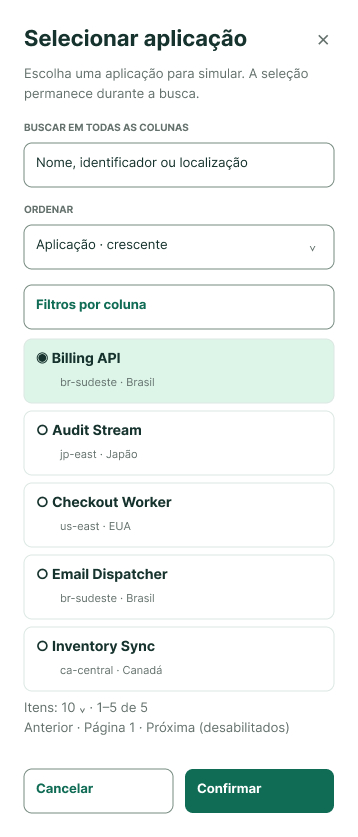 Selecionar aplicação ×
Escolha uma aplicação para simular. A seleção
permanece durante a busca.
BUSCAR EM TODAS AS COLUNAS
Nome, identificador ou localização
ORDENAR
Aplicação · crescente ˅
Filtros por coluna
◉ Billing API
br-sudeste · Brasil
○ Audit Stream
jp-east · Japão
○ Checkout Worker
us-east · EUA
○ Email Dispatcher
br-sudeste · Brasil
○ Inventory Sync
ca-central · Canadá
Itens: 10 ˅ · 1–5 de 5
Anterior · Página 1 · Próxima (desabilitados)
Cancelar
Confirmar